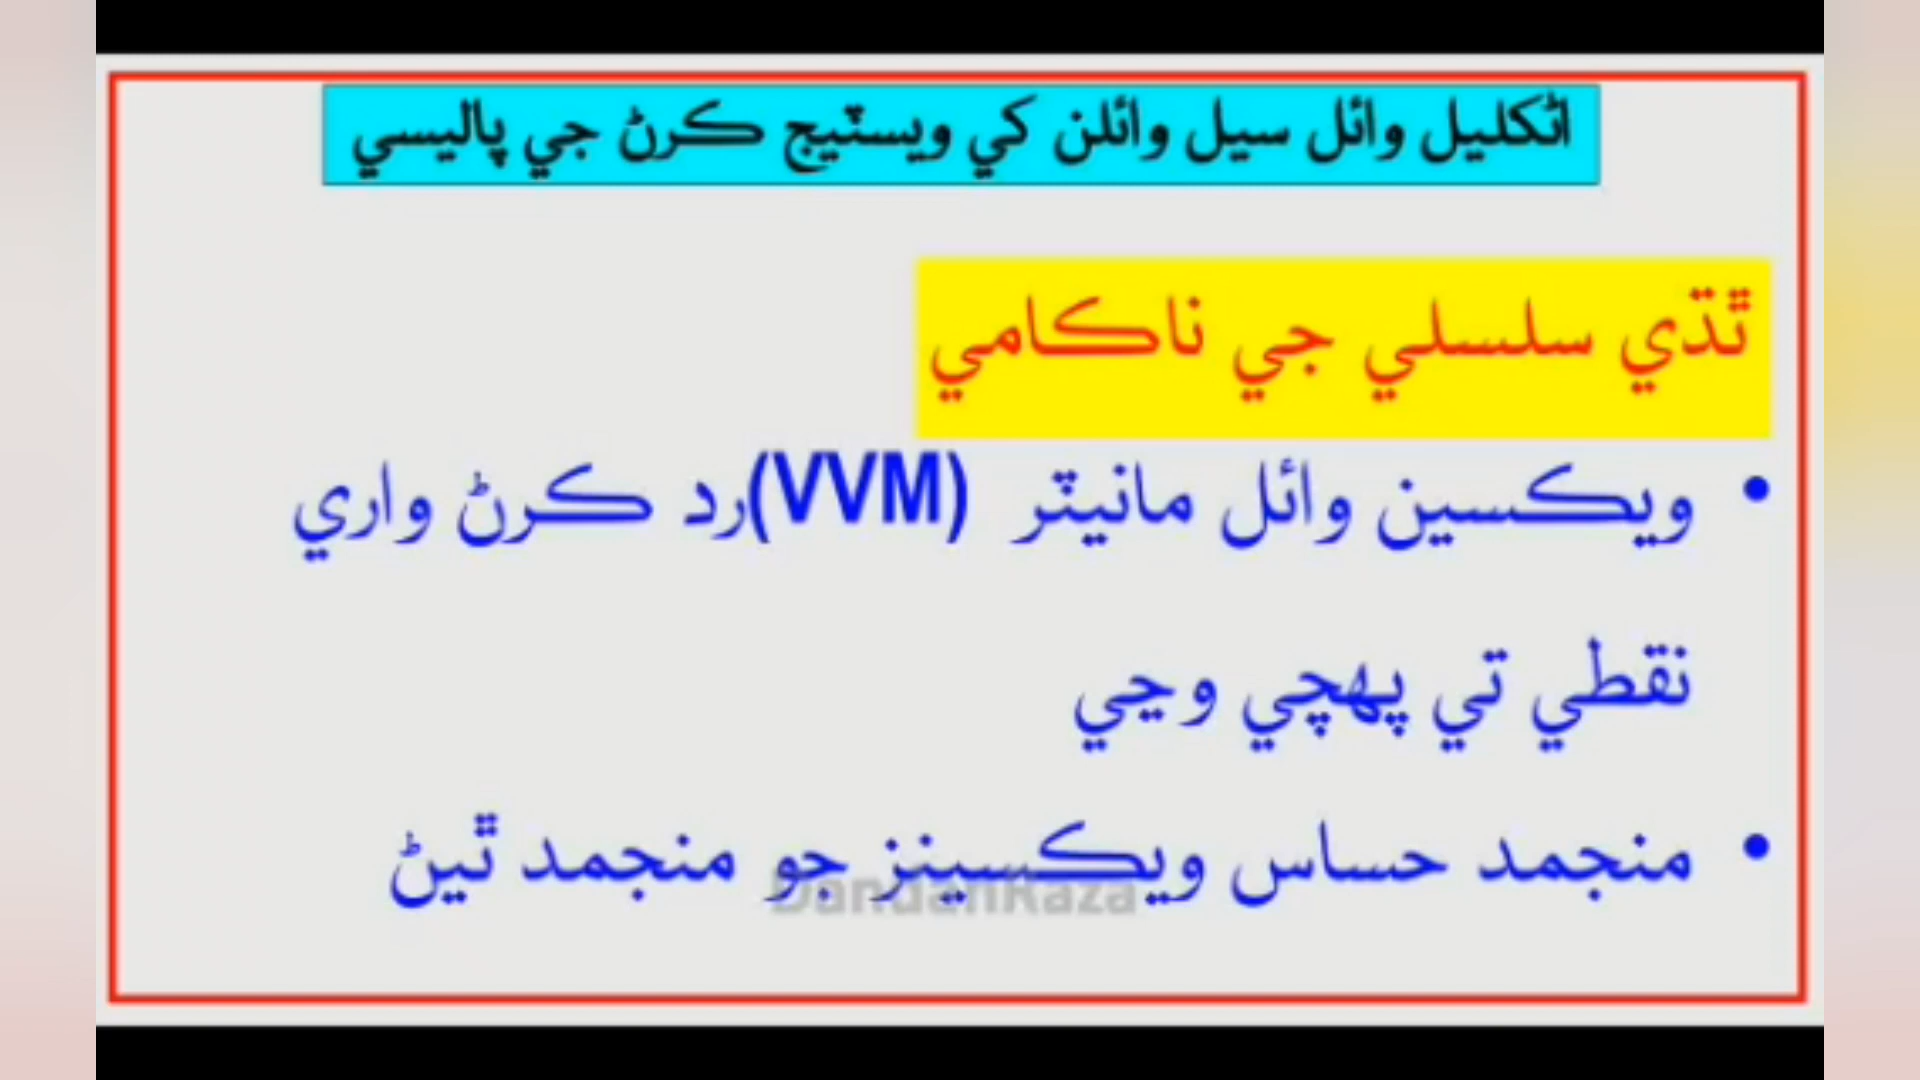 اڻکليل وائل سيل وائلن کي ويسٽيج ڪرڻ جي پاليسي
ٿڌي سلسلي جي ناڪامي
• ويڪسين وائل مانيٽر (VVM)رد ڪرڻ واري
نقطي تي پهچي وڃي
• منجمد حساس ويڪسينز جو منجمد ٿيڻ
DandanRaza